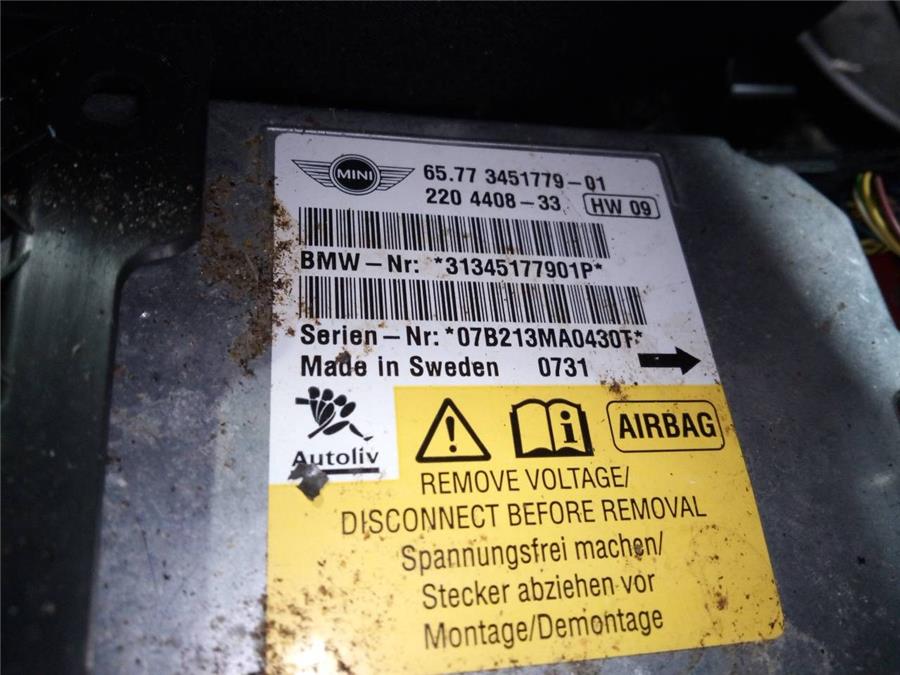 MINI
65.77 3451779-01
220 4408-33 HW 09
BMW-Nr: *31345177901P*
Serien-Nr: *07B213MA0430T*
Made in Sweden 0731
Autoliv
AIRBAG
REMOVE VOLTAGE/
DISCONNECT BEFORE REMOVAL
Spannungsfrei machen/
Stecker abziehen vor
Montage/Demontage